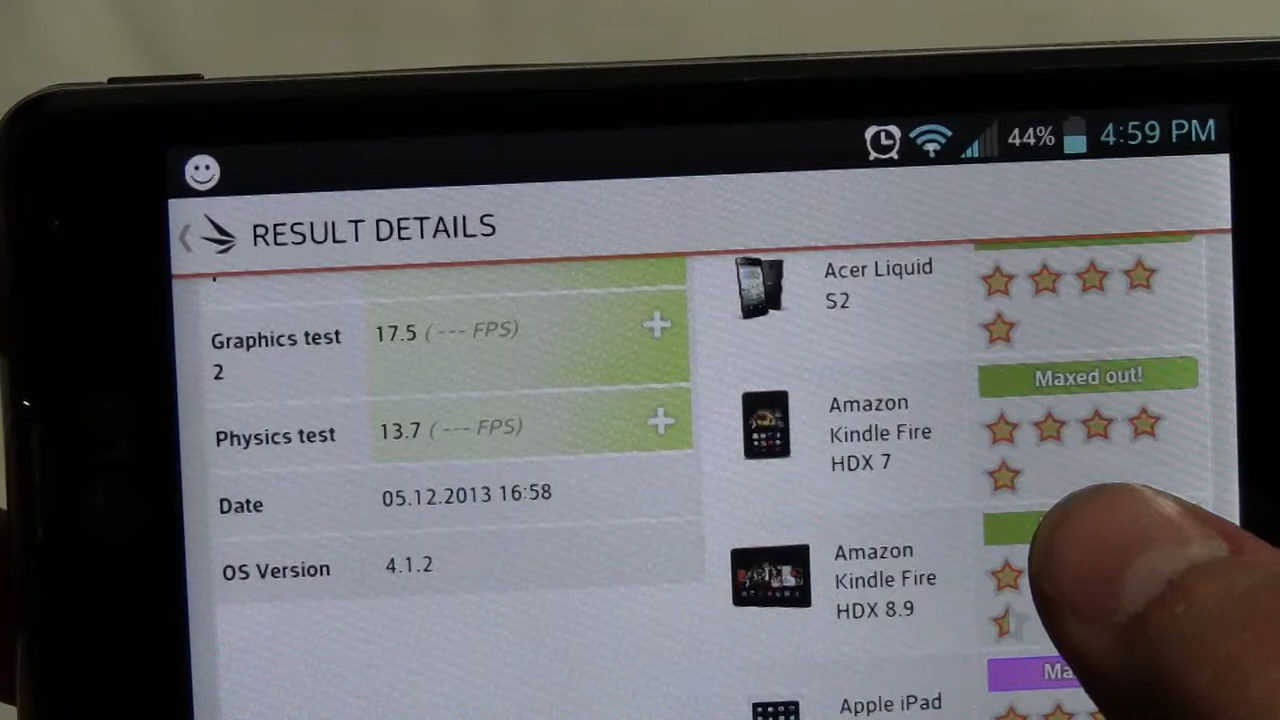 44%
4:59 PM
RESULT DETAILS
Graphics test
2
17.5 ( --- FPS)
Physics test
13.7 ( --- FPS)
Date
05.12.2013 16:58
OS Version
4.1.2
Acer Liquid
S2
Maxed out!
Amazon
Kindle Fire
HDX 7
Amazon
Kindle Fire
HDX 8.9
Apple iPad